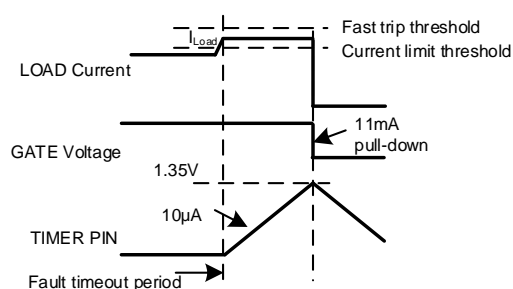 Fast trip threshold
I_Load
Current limit threshold
LOAD Current
11mA
pull-down
GATE Voltage
1.35V
10µA
TIMER PIN
Fault timeout period